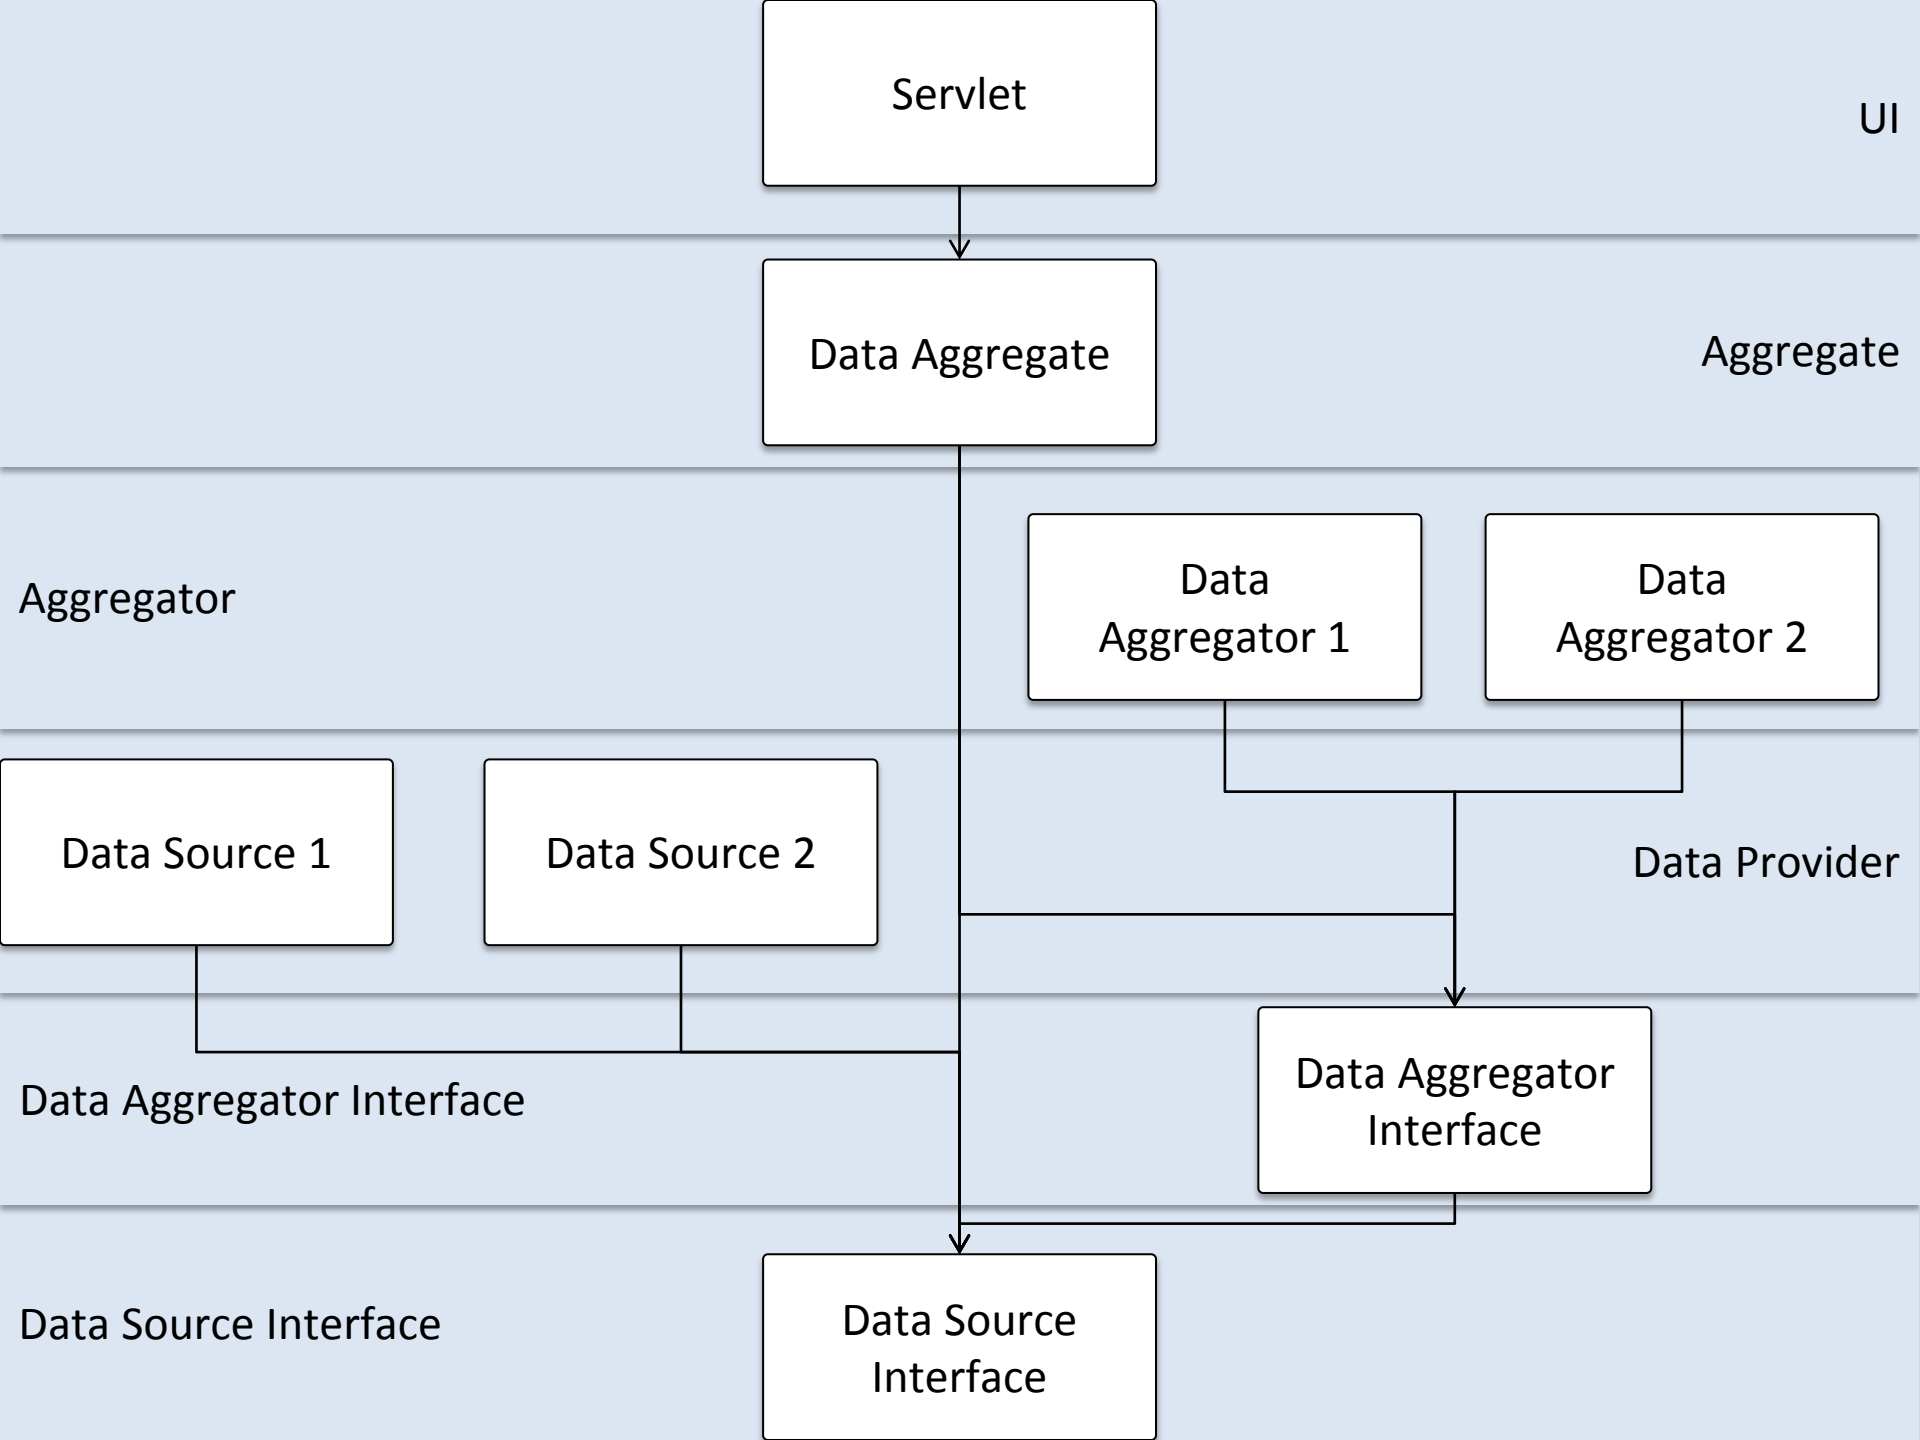 Servlet
UI
Data Aggregate
Aggregate
Aggregator
Data
Aggregator 1
Data
Aggregator 2
Data Source 1
Data Source 2
Data Provider
Data Aggregator Interface
Data Aggregator
Interface
Data Source Interface
Data Source
Interface